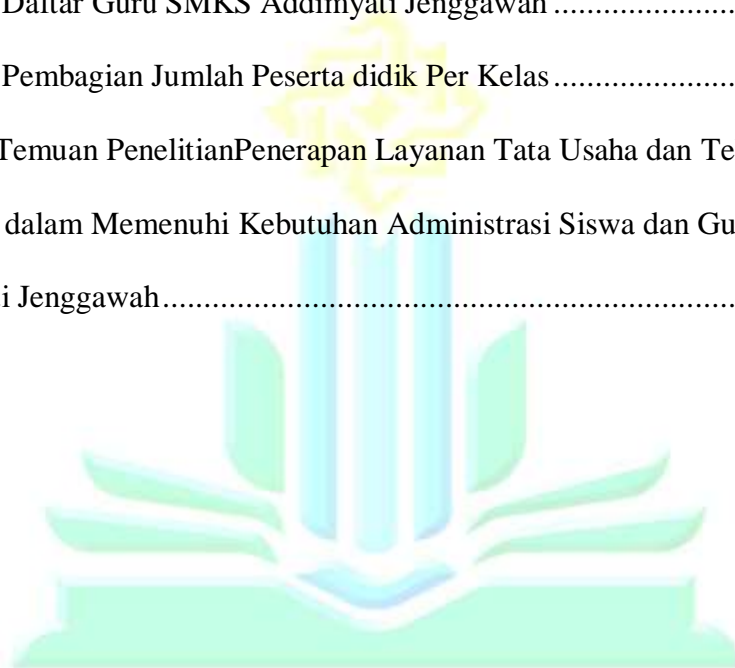 Daftar Guru SMKS Addimyati Jenggawah ......................
Pembagian Jumlah Peserta didik Per Kelas ......................
Temuan PenelitianPenerapan Layanan Tata Usaha dan Te
dalam Memenuhi Kebutuhan Administrasi Siswa dan Gu
i Jenggawah ......................................................................